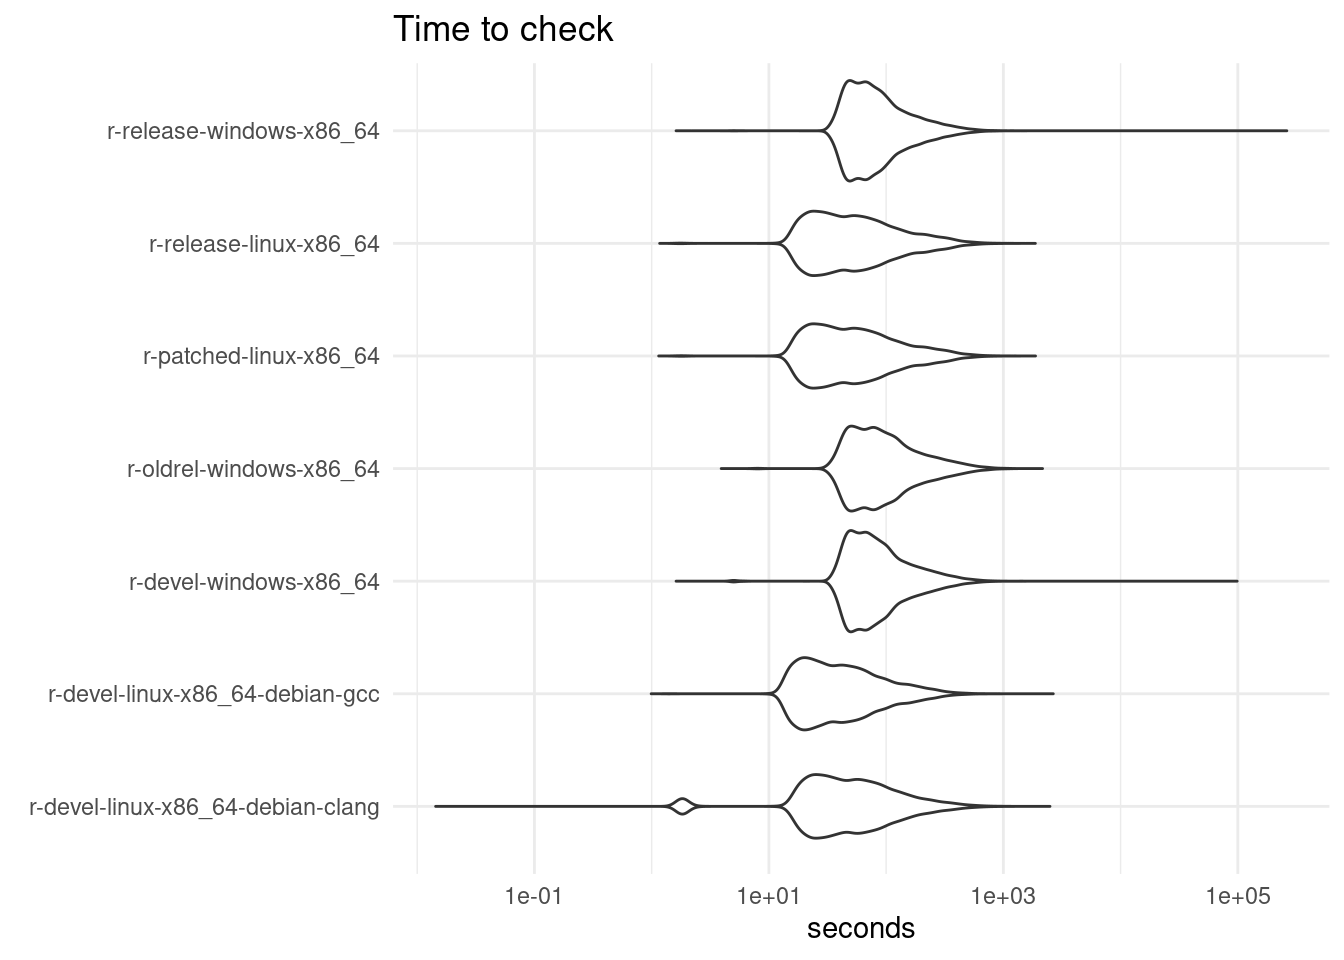 Time to check
r-release-windows-x86_64
r-release-linux-x86_64
r-patched-linux-x86_64
r-oldrel-windows-x86_64
r-devel-windows-x86_64
r-devel-linux-x86_64-debian-gcc
r-devel-linux-x86_64-debian-clang
1e-01 1e+01 1e+03 1e+05
seconds